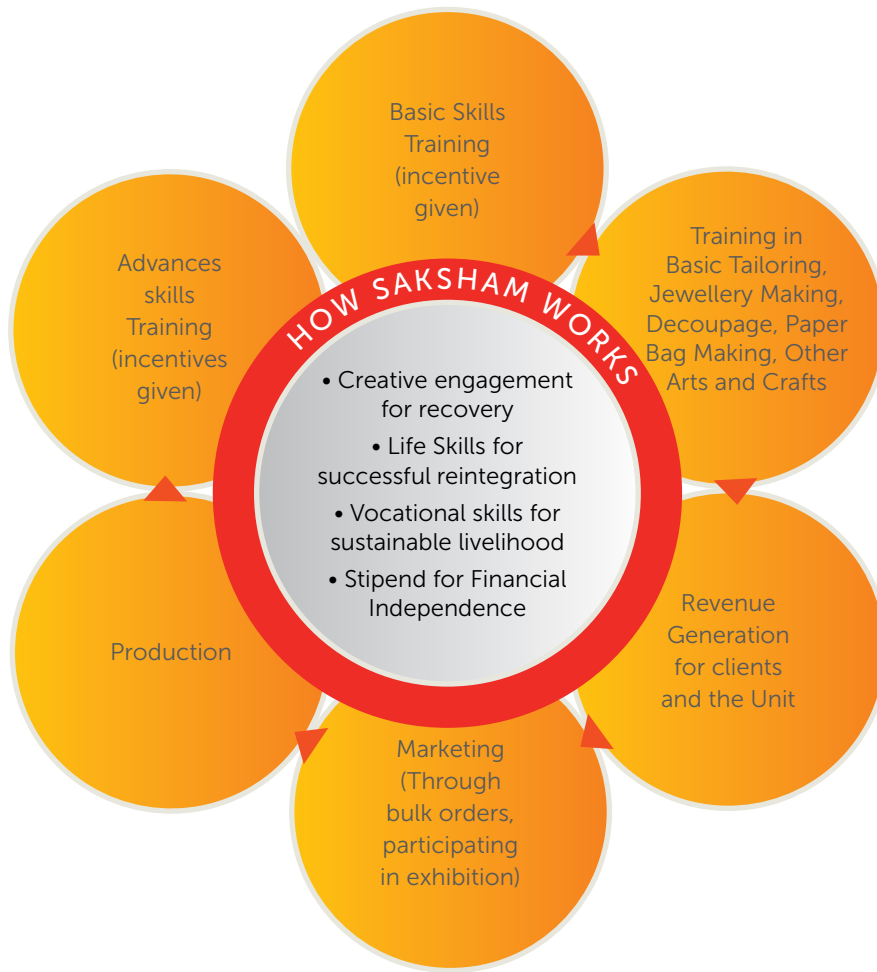 Basic Skills
Training
(incentive
given)
Training in
Basic Tailoring,
Jewellery Making,
Decoupage, Paper
Bag Making, Other
Arts and Crafts
Revenue
Generation
for clients
and the Unit
Marketing
(Through
bulk orders,
participating
in exhibition)
Production
Advances
skills
Training
(incentives
given)
HOW SAKSHAM WORKS
• Creative engagement
for recovery
• Life Skills for
successful reintegration
• Vocational skills for
sustainable livelihood
• Stipend for Financial
Independence